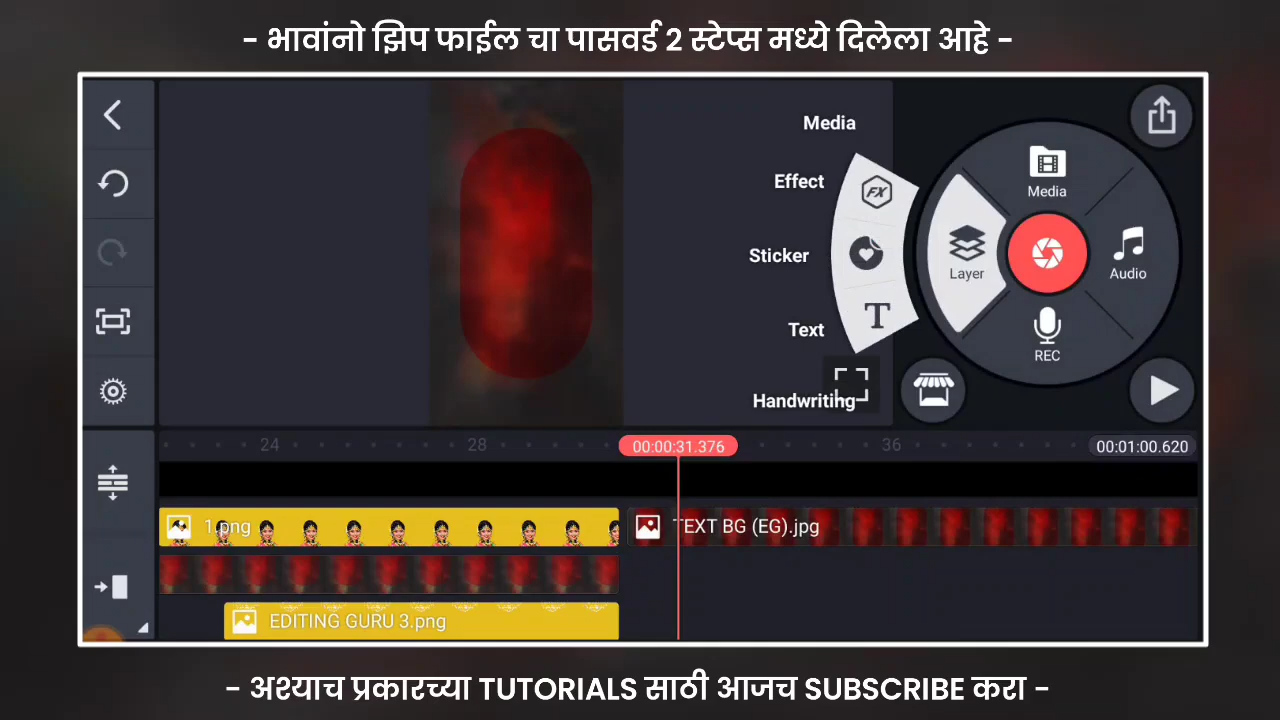 - भावांनो झिप फाईल चा पासवर्ड 2 स्टेप्स मध्ये दिलेला आहे -
Media
Effect
Sticker
Text
Handwriting
Media
Layer
Audio
REC
24
28
00:00:31.376
36
00:01:00.620
1.png
TEXT BG (EG).jpg
EDITING GURU 3.png
- अश्याच प्रकारच्या TUTORIALS साठी आजच SUBSCRIBE करा -